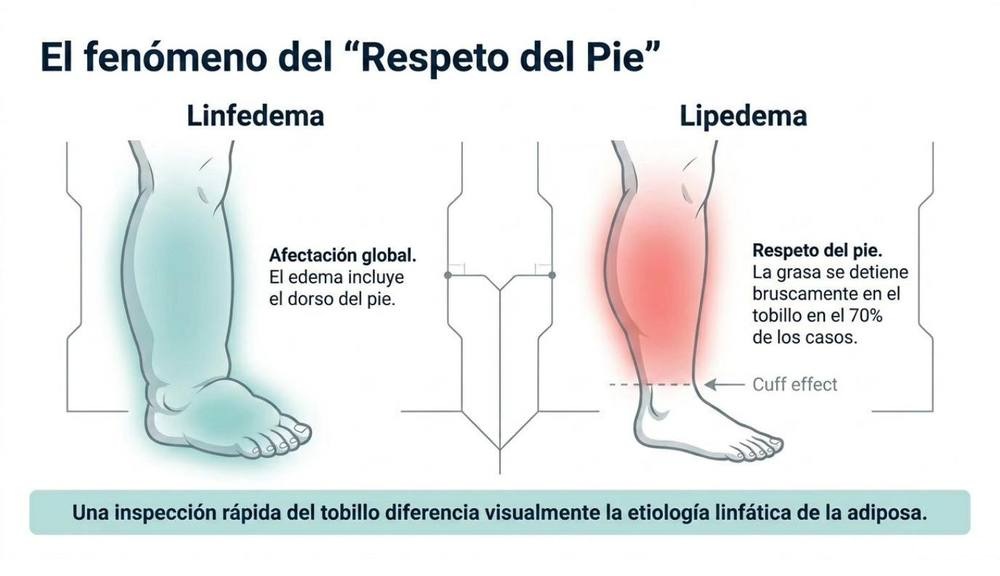 El fenómeno del “Respeto del Pie”
Linfedema
Afectación global.
El edema incluye
el dorso del pie.
Lipedema
Respeto del pie.
La grasa se detiene
bruscamente en el
tobillo en el 70%
de los casos.
Cuff effect
Una inspección rápida del tobillo diferencia visualmente la etiología linfática de la adiposa.